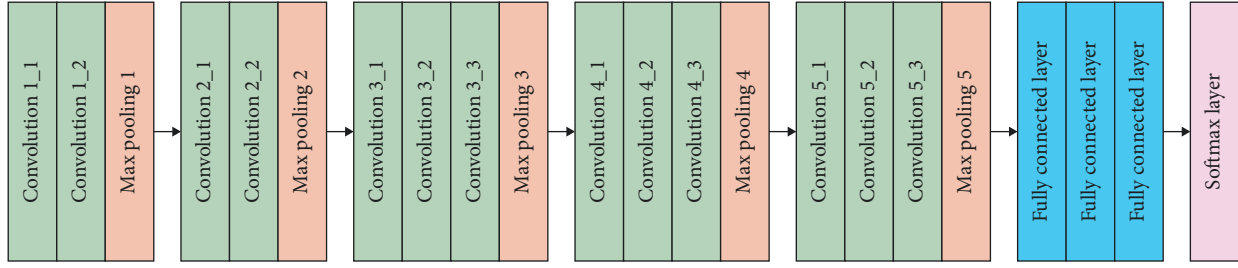 Convolution 1_1
Convolution 1_2
Max pooling 1
Convolution 2_1
Convolution 2_2
Max pooling 2
Convolution 3_1
Convolution 3_2
Convolution 3_3
Max pooling 3
Convolution 4_1
Convolution 4_2
Convolution 4_3
Max pooling 4
Convolution 5_1
Convolution 5_2
Convolution 5_3
Max pooling 5
Fully connected layer
Fully connected layer
Fully connected layer
Softmax layer